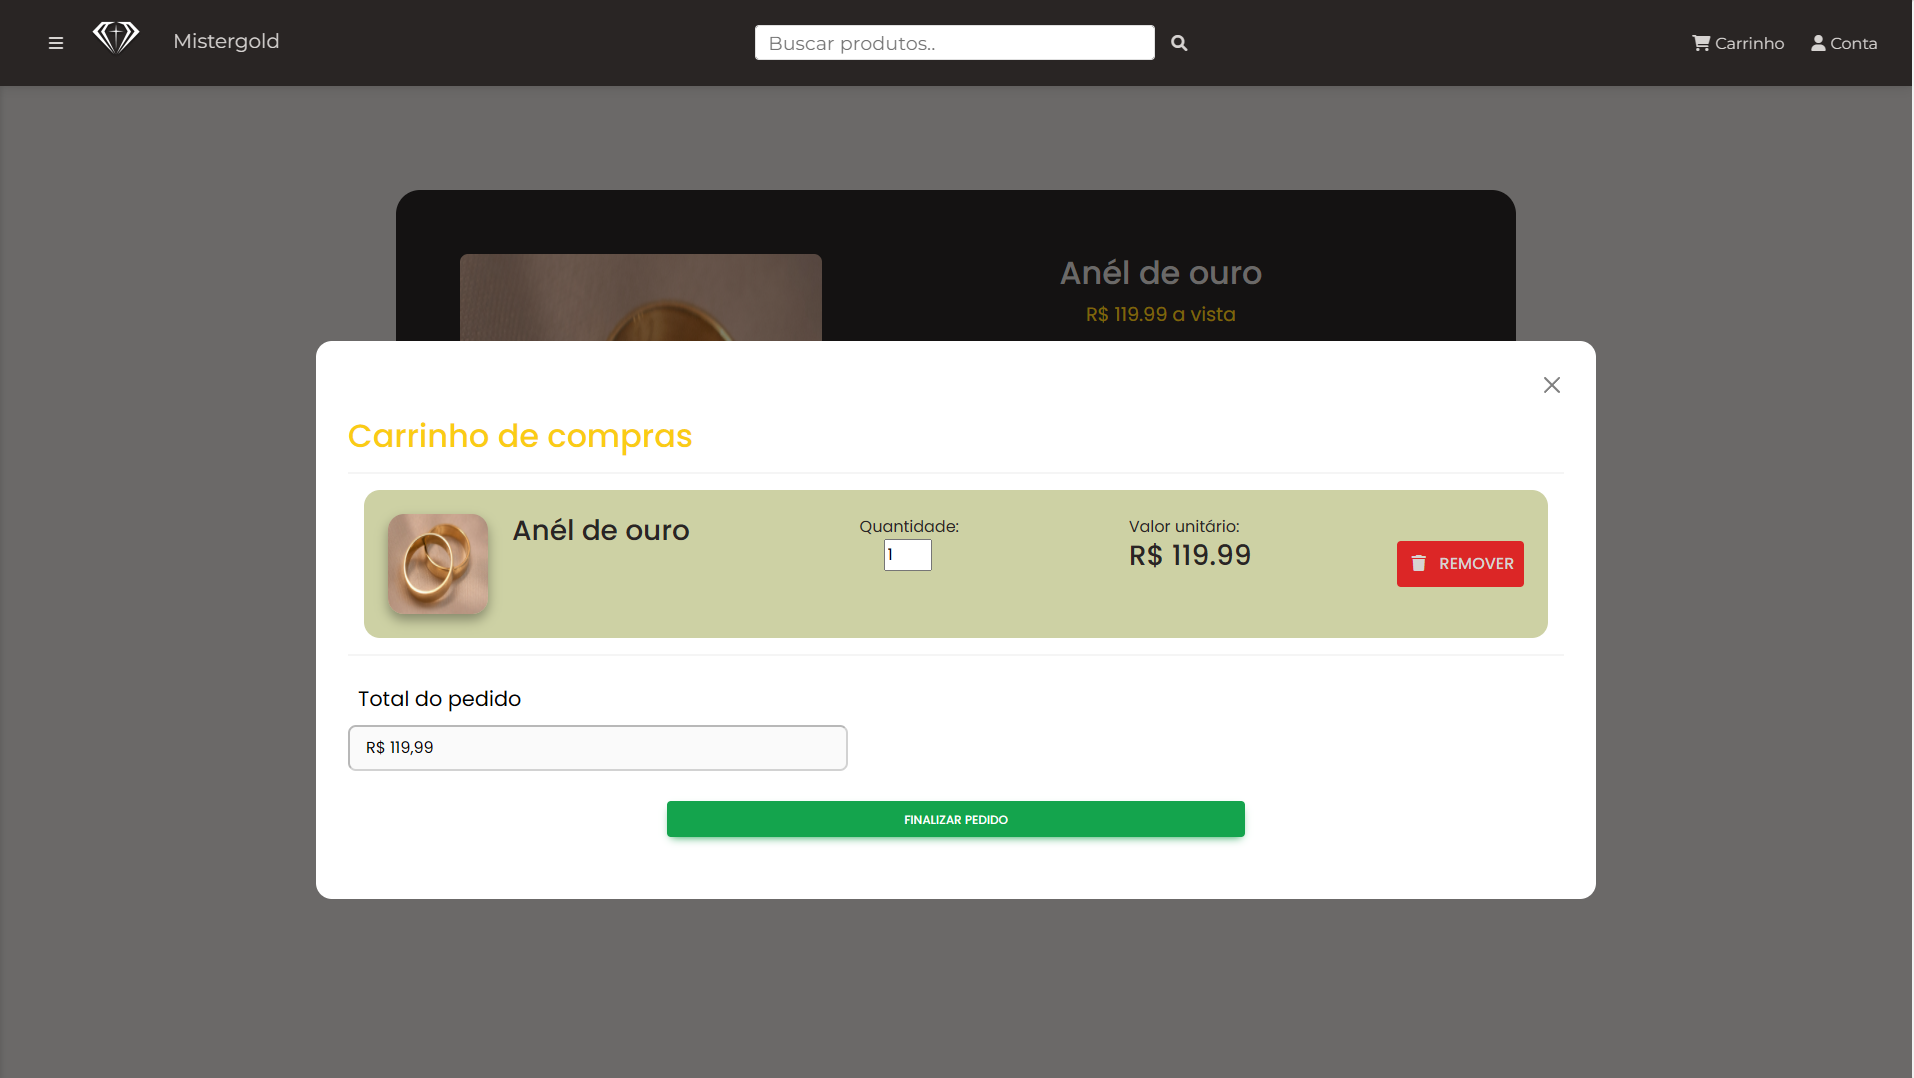 Mistergold
Buscar produtos..
Carrinho
Conta
Anél de ouro
R$ 119.99 a vista
Carrinho de compras
Anél de ouro
Quantidade:
1
Valor unitário:
R$ 119.99
REMOVER
Total do pedido
R$ 119,99
FINALIZAR PEDIDO